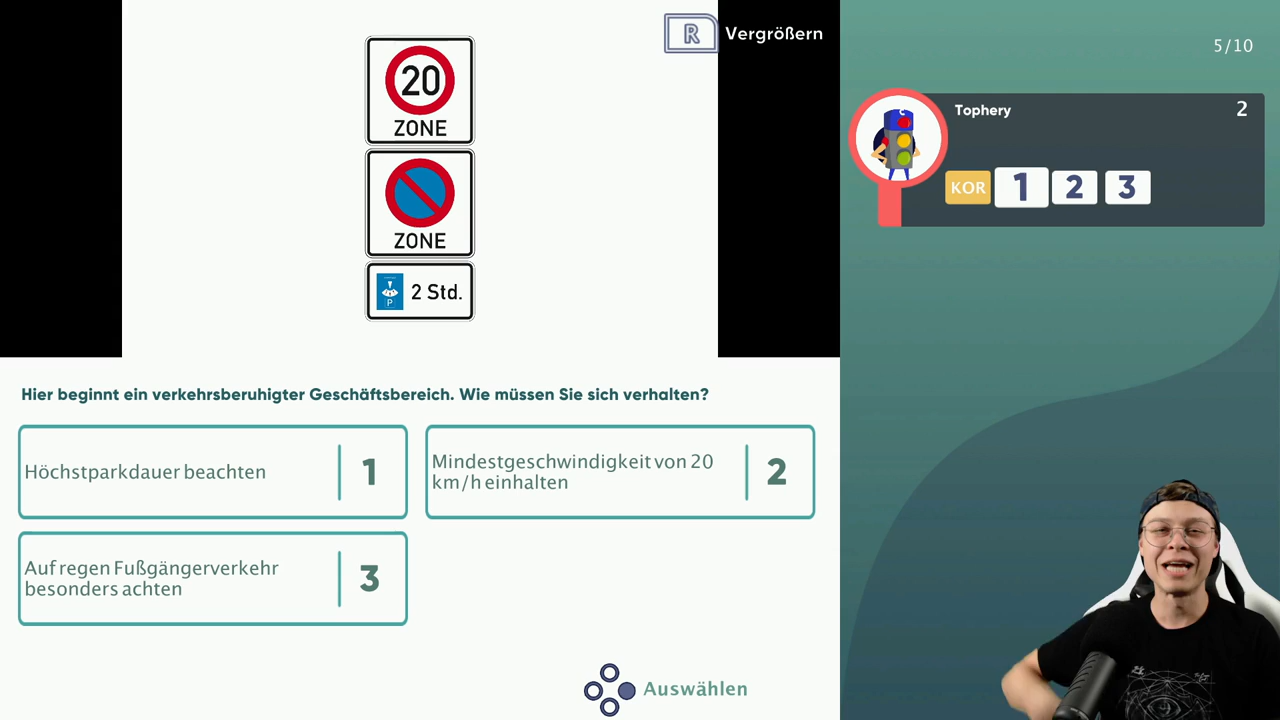 R Vergrößern
20
ZONE
ZONE
P 2 Std.
Hier beginnt ein verkehrsberuhigter Geschäftsbereich. Wie müssen Sie sich verhalten?
Höchstparkdauer beachten 1
Mindestgeschwindigkeit von 20
km/h einhalten 2
Auf regen Fußgängerverkehr
besonders achten 3
Auswählen
5/10
Tophery 2
KOR 1 2 3